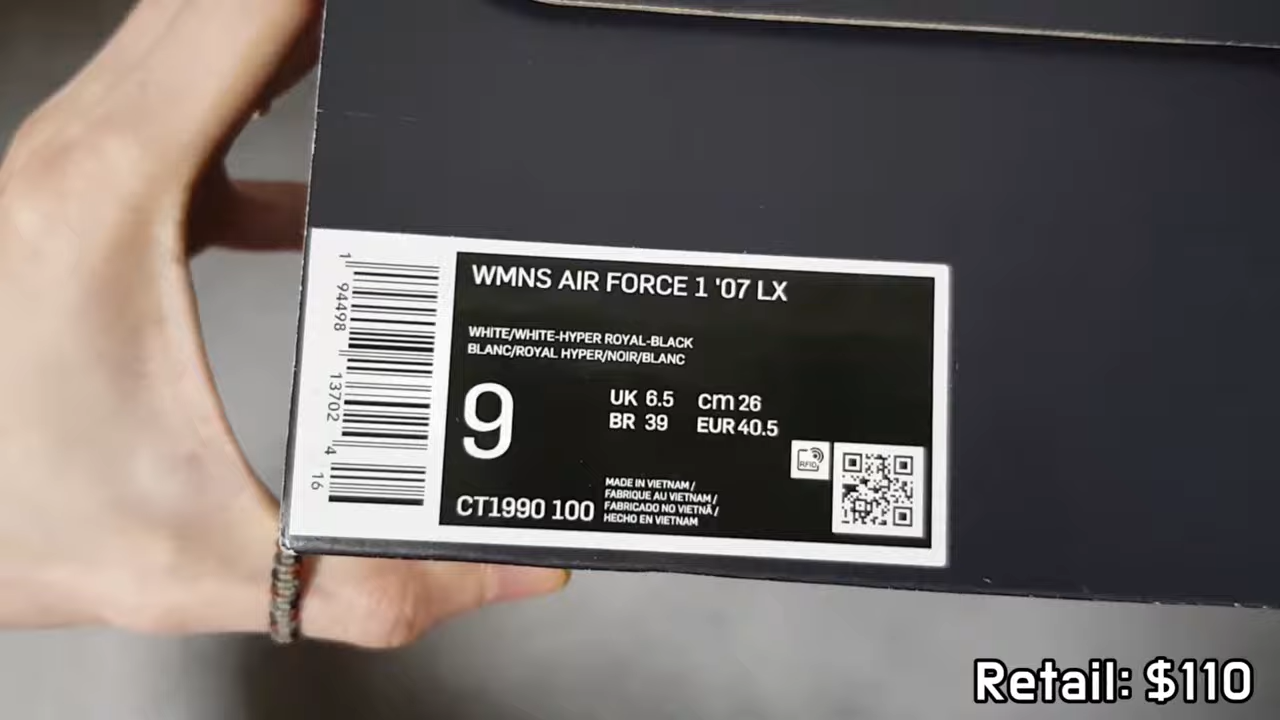 WMNS AIR FORCE 1 '07 LX
WHITE/WHITE-HYPER ROYAL-BLACK
BLANC/ROYAL HYPER/NOIR/BLANC
9
UK 6.5 cm 26
BR 39 EUR 40.5
CT1990 100
MADE IN VIETNAM /
FABRIQUE AU VIETNAM /
FABRICADO NO VIETNÃ /
HECHO EN VIETNAM
RFID
1 94498 13702 4 16
Retail: $110